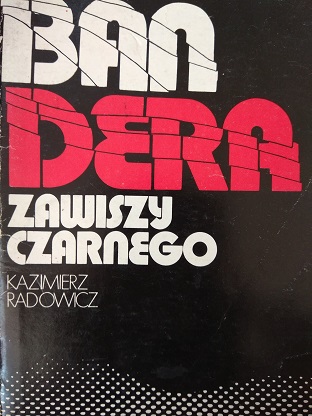 BAN
DERA
ZAWISZY
CZARNEGO
KAZIMIERZ
RADOWICZ